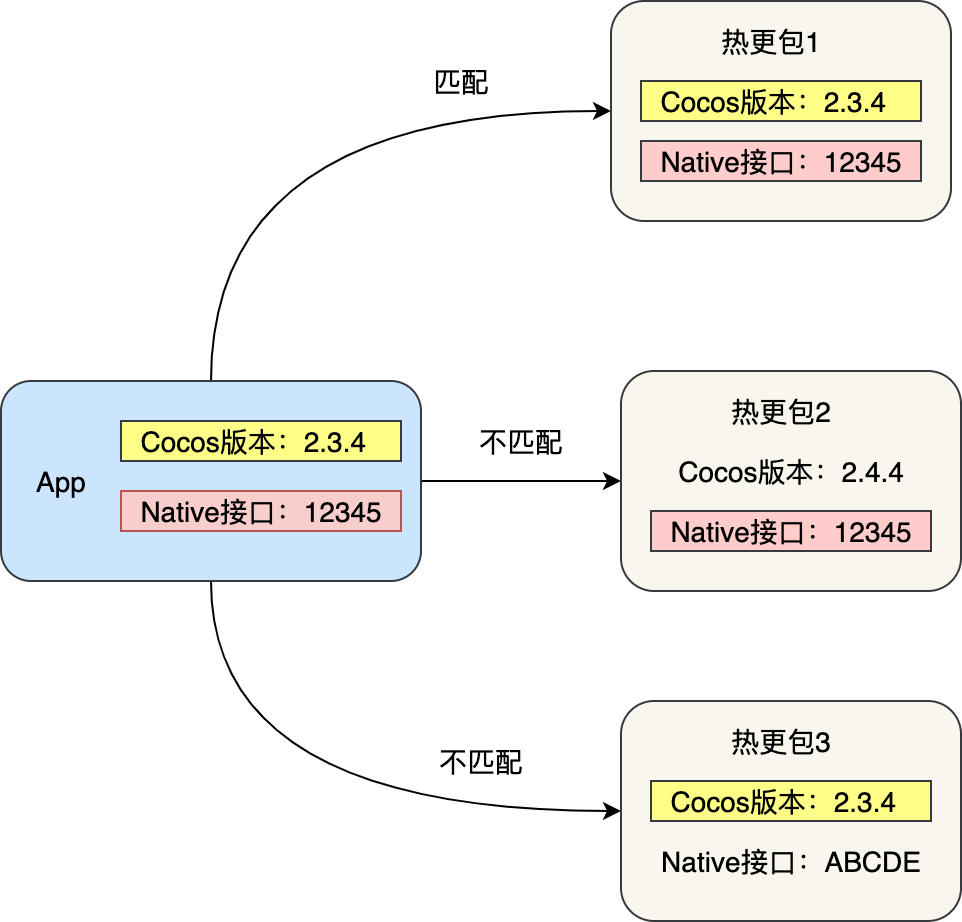 热更包1
匹配
Cocos版本：2.3.4
Native接口：12345
App
Cocos版本：2.3.4
Native接口：12345
不匹配
热更包2
Cocos版本：2.4.4
Native接口：12345
不匹配
热更包3
Cocos版本：2.3.4
Native接口：ABCDE